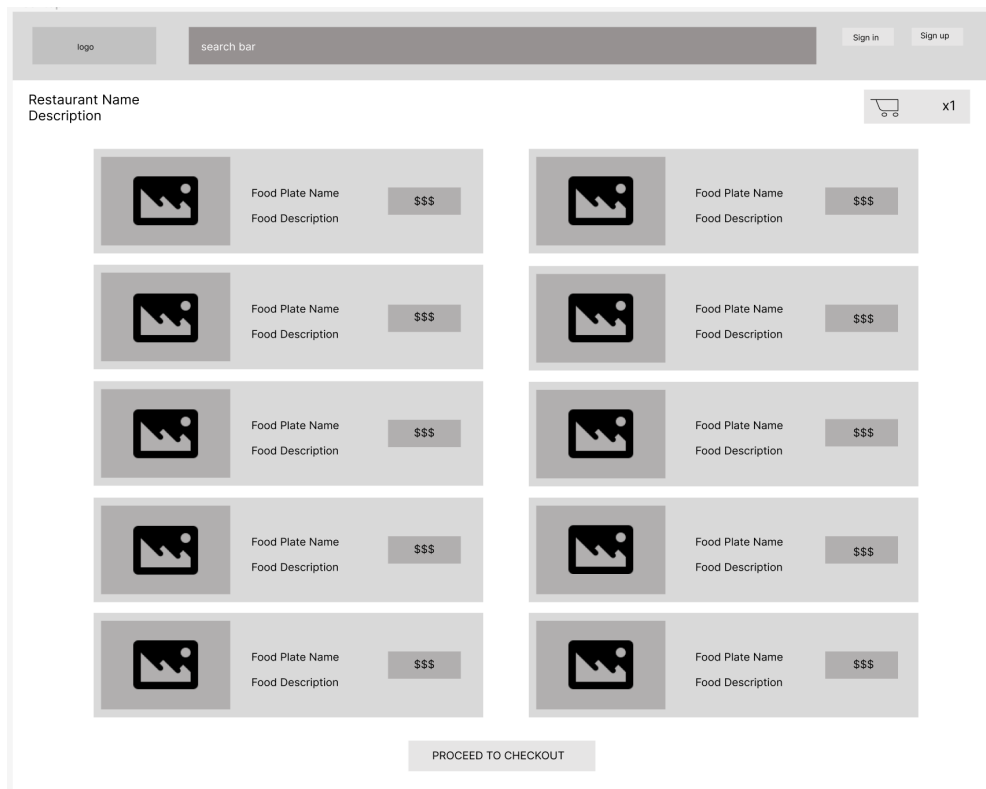 logo
search bar
Sign in
Sign up
Restaurant Name
Description
x1
Food Plate Name
Food Description
$$$
Food Plate Name
Food Description
$$$
Food Plate Name
Food Description
$$$
Food Plate Name
Food Description
$$$
Food Plate Name
Food Description
$$$
Food Plate Name
Food Description
$$$
Food Plate Name
Food Description
$$$
Food Plate Name
Food Description
$$$
Food Plate Name
Food Description
$$$
Food Plate Name
Food Description
$$$
PROCEED TO CHECKOUT